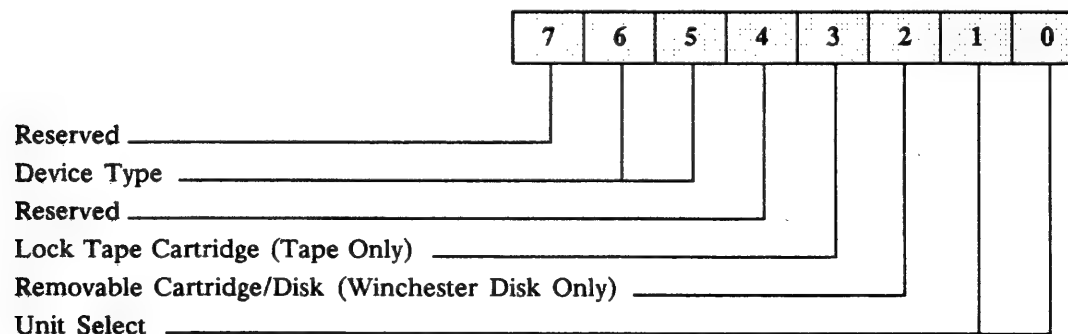 7 6 5 4 3 2 1 0
Reserved
Device Type
Reserved
Lock Tape Cartridge (Tape Only)
Removable Cartridge/Disk (Winchester Disk Only)
Unit Select